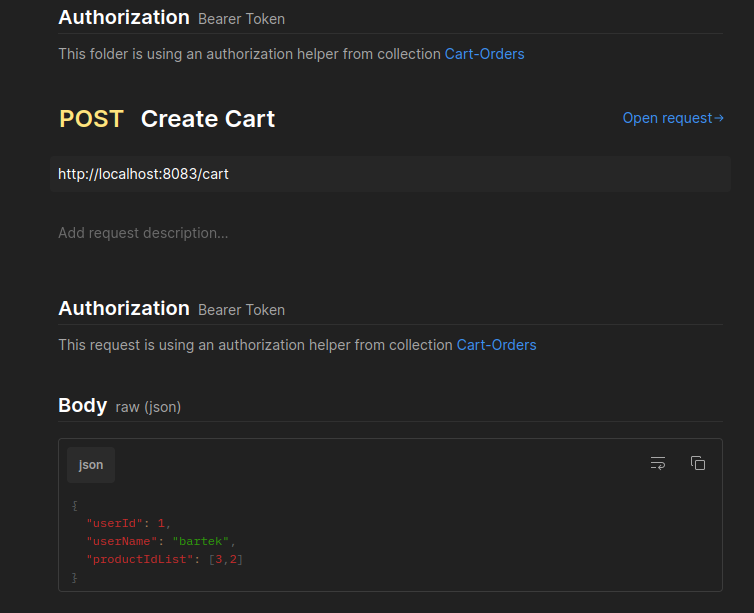 Authorization Bearer Token
This folder is using an authorization helper from collection Cart-Orders
POST Create Cart Open request→
http://localhost:8083/cart
Add request description...
Authorization Bearer Token
This request is using an authorization helper from collection Cart-Orders
Body raw (json)
json
{
  "userId": 1,
  "userName": "bartek",
  "productIdList": [3,2]
}